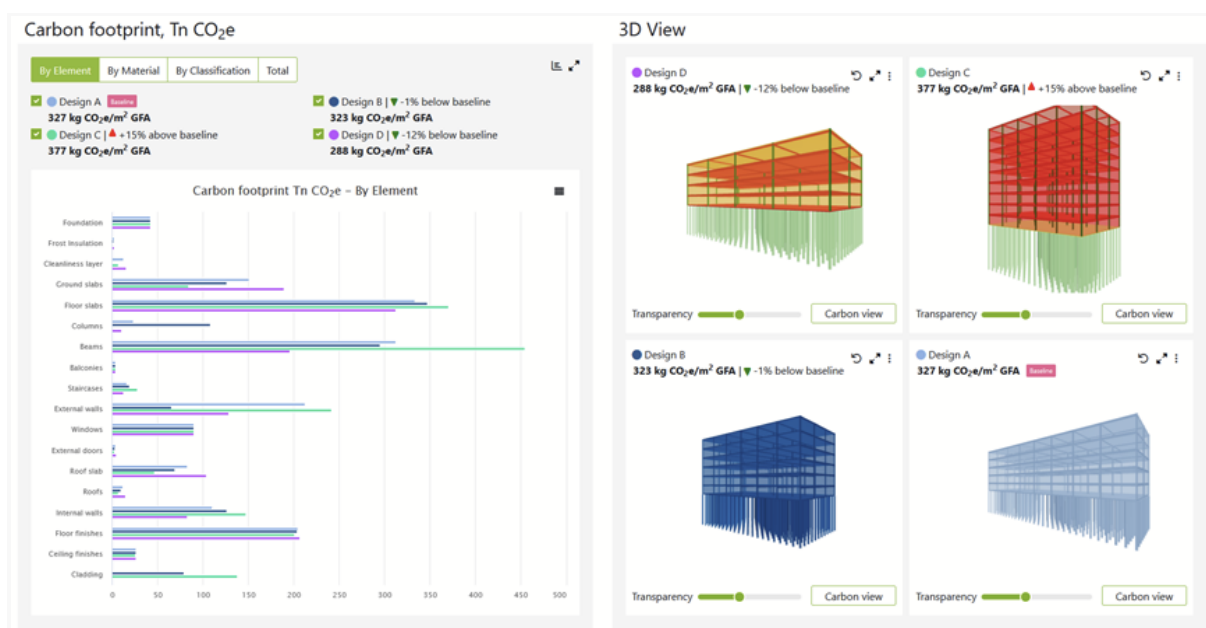 Carbon footprint, Tn CO₂e
By Element By Material By Classification Total
Design A Baseline
327 kg CO₂e/m² GFA
Design B | ▼ -1% below baseline
323 kg CO₂e/m² GFA
Design C | ▲ +15% above baseline
377 kg CO₂e/m² GFA
Design D | ▼ -12% below baseline
288 kg CO₂e/m² GFA
Carbon footprint Tn CO₂e – By Element
Foundation
Frost Insulation
Cleanliness layer
Ground slabs
Floor slabs
Columns
Beams
Balconies
Staircases
External walls
Windows
External doors
Roof slab
Roofs
Internal walls
Floor finishes
Ceiling finishes
Cladding
0 50 100 150 200 250 300 350 400 450 500
3D View
Design D
288 kg CO₂e/m² GFA | ▼ -12% below baseline
Transparency Carbon view
Design C
377 kg CO₂e/m² GFA | ▲ +15% above baseline
Transparency Carbon view
Design B
323 kg CO₂e/m² GFA | ▼ -1% below baseline
Transparency Carbon view
Design A
327 kg CO₂e/m² GFA Baseline
Transparency Carbon view